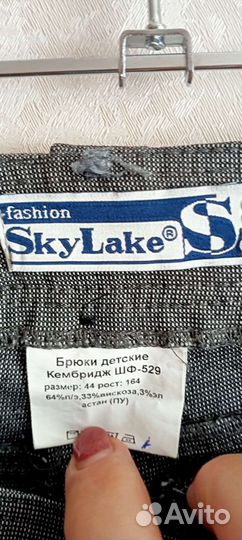 fashion
SkyLake® S
Брюки детские
Кембридж ШФ-529
размер: 44 рост: 164
64%п/э,33%вискоза,3%эл
астан (ПУ)
Avito